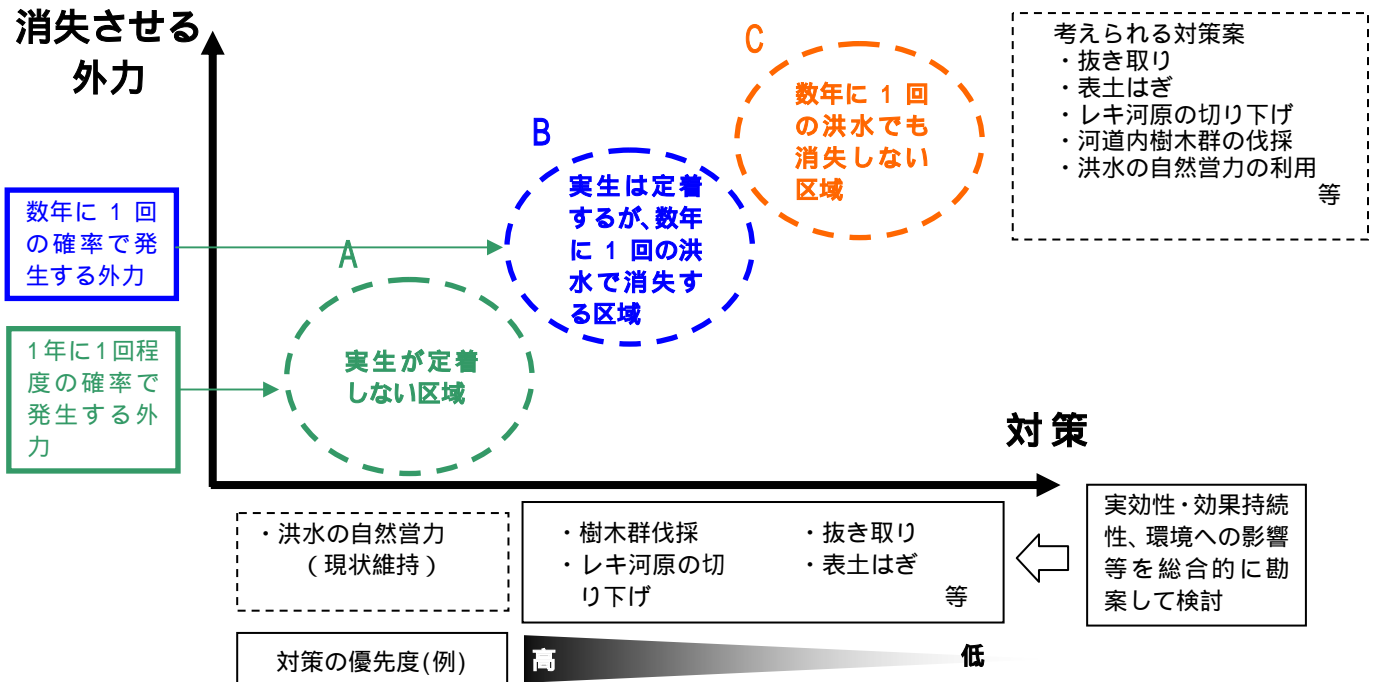 消失させる
外力
C
数年に 1 回
の洪水でも
消失しない
区域
考えられる対策案
・抜き取り
・表土はぎ
・レキ河原の切り下げ
・河道内樹木群の伐採
・洪水の自然営力の利用
等
B
実生は定着
するが、数年
に 1 回の洪
水で消失す
る区域
数年に 1 回
の確率で発
生する外力
A
実生が定着
しない区域
1年に1回程
度の確率で
発生する外
力
対策
・洪水の自然営力
(現状維持)
・樹木群伐採
・レキ河原の切
り下げ
・抜き取り
・表土はぎ
等
実効性・効果持続
性、環境への影響
等を総合的に勘
案して検討
対策の優先度(例)
高
低